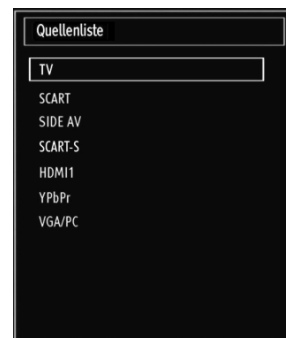 Quellenliste
TV
SCART
SIDE AV
SCART-S
HDMI1
YPbPr
VGA/PC